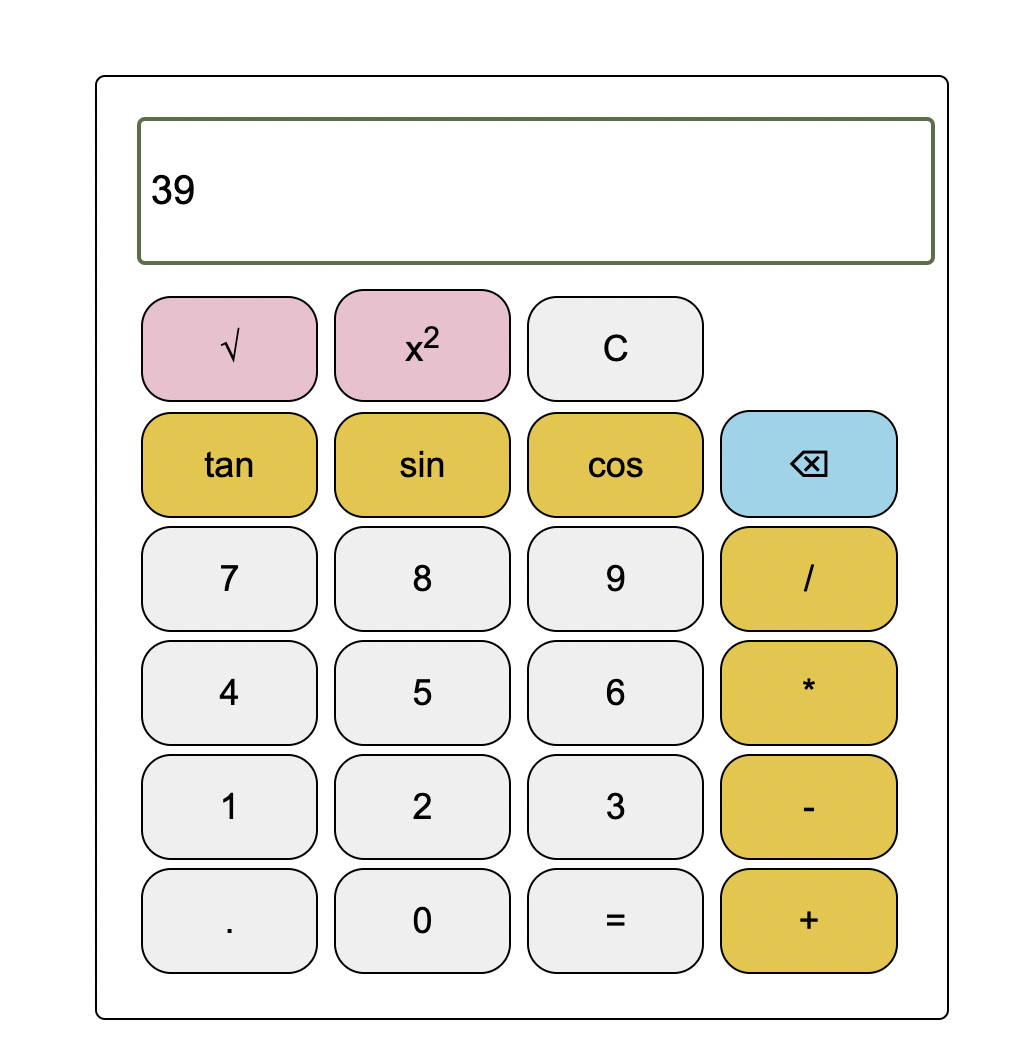 39
√ x² C
tan sin cos ⌫
7 8 9 /
4 5 6 *
1 2 3 -
. 0 = +